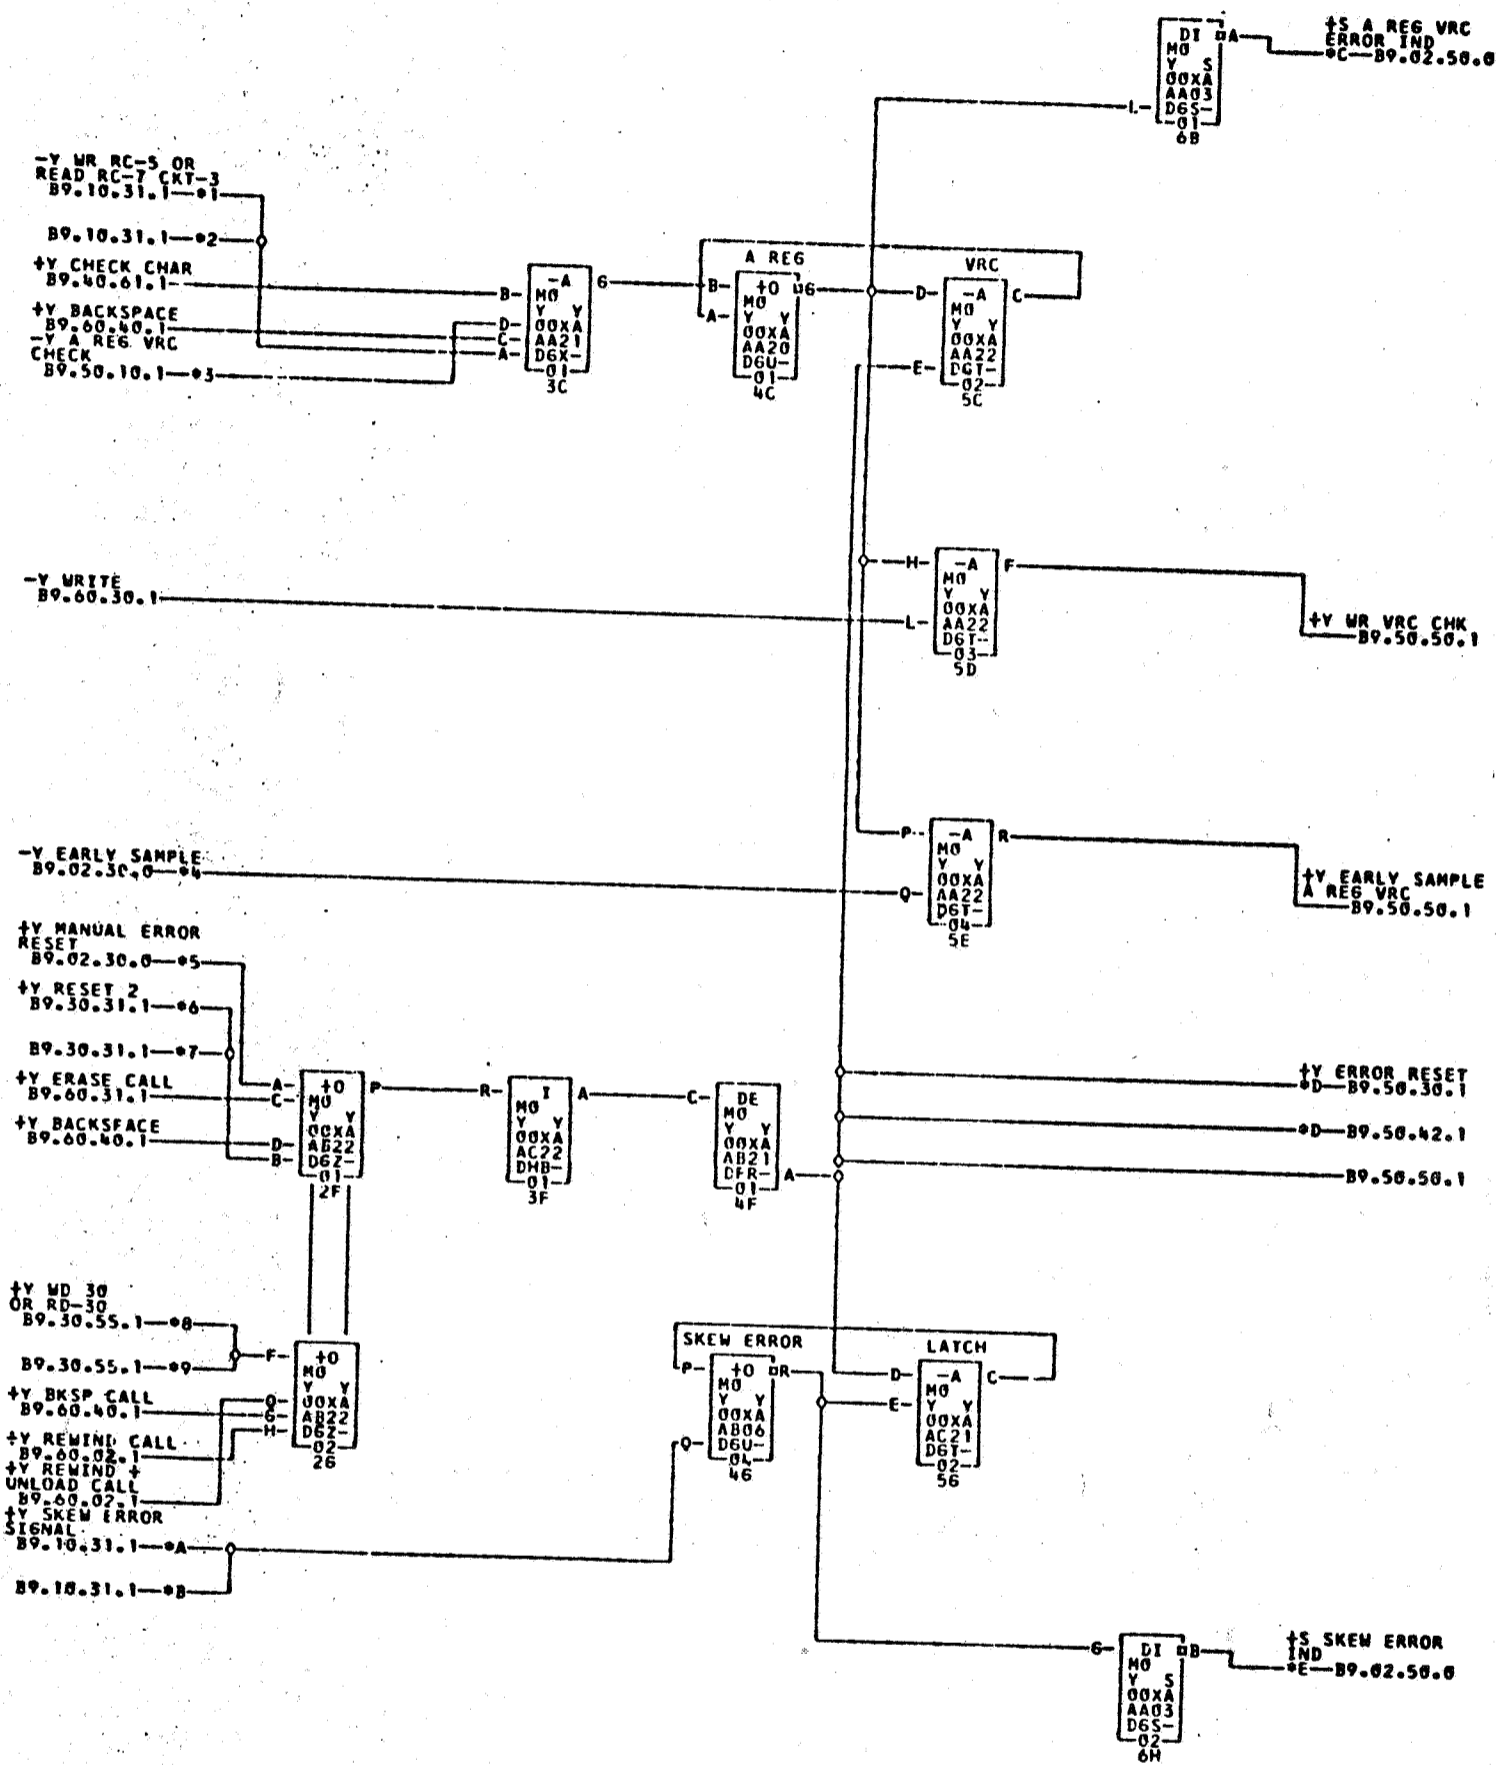 +S A REG VRC
ERROR IND
*C—B9.02.50.0
DI A
MO
Y S
00XA
AA03
D6S-
-01-
6B
L-
-Y WR RC-5 OR
READ RC-7 CKT-3
B9.10.31.1—*1
B9.10.31.1—*2
+Y CHECK CHAR
B9.40.61.1-
+Y BACKSPACE
B9.60.40.1
-Y A REG VRC
CHECK
B9.50.10.1—*3
B-
D-
C-
A-
-A G
MO
Y Y
00XA
AA21
D6X-
-01-
3C
A REG
B-
A-
+O G
MO
Y Y
00XA
AA20
D6U-
-01-
4C
VRC
D-
E-
-A C
MO
Y Y
00XA
AA22
D6T-
-02-
5C
-Y WRITE
B9.60.30.1
H-
L-
-A F
MO
Y Y
00XA
AA22
D6T-
-03-
5D
+Y WR VRC CHK
B9.50.50.1
-Y EARLY SAMPLE
B9.02.30.0—*4
P-
Q-
-A R
MO
Y Y
00XA
AA22
D6T-
-04-
5E
+Y EARLY SAMPLE
A REG VRC
B9.50.50.1
+Y MANUAL ERROR
RESET
B9.02.30.0—*5
+Y RESET 2
B9.30.31.1—*6
B9.30.31.1—*7
+Y ERASE CALL
B9.60.31.1
+Y BACKSPACE
B9.60.40.1
A-
C-
D-
B-
+O P
MO
Y Y
00XA
AB22
D6Z-
-01-
2F
R-
I A
MO
Y Y
00XA
AC22
DHB-
-01-
3F
C-
DE
MO
Y Y
00XA
AB21
DFR- A
-01-
4F
+Y ERROR RESET
*D—B9.50.30.1
*D—B9.50.42.1
B9.50.50.1
+Y WD 30
OR RD-30
B9.30.55.1—*8
B9.30.55.1—*9
+Y BKSP CALL
B9.60.40.1
+Y REWIND CALL
B9.60.02.1
+Y REWIND +
UNLOAD CALL
B9.60.02.1
+Y SKEW ERROR
SIGNAL
B9.10.31.1—*A
B9.10.31.1—*B
F-
Q-
G-
H-
+O
MO
Y Y
00XA
AB22
D6Z-
-02-
2G
SKEW ERROR
P-
Q-
+O R
MO
Y Y
00XA
AB06
D6U-
-04-
4G
LATCH
D-
E-
-A C
MO
Y Y
00XA
AC21
D6T-
-02-
5G
G-
DI B
MO
Y S
00XA
AA03
D6S-
-02-
6H
+S SKEW ERROR
IND
*E—B9.02.50.0